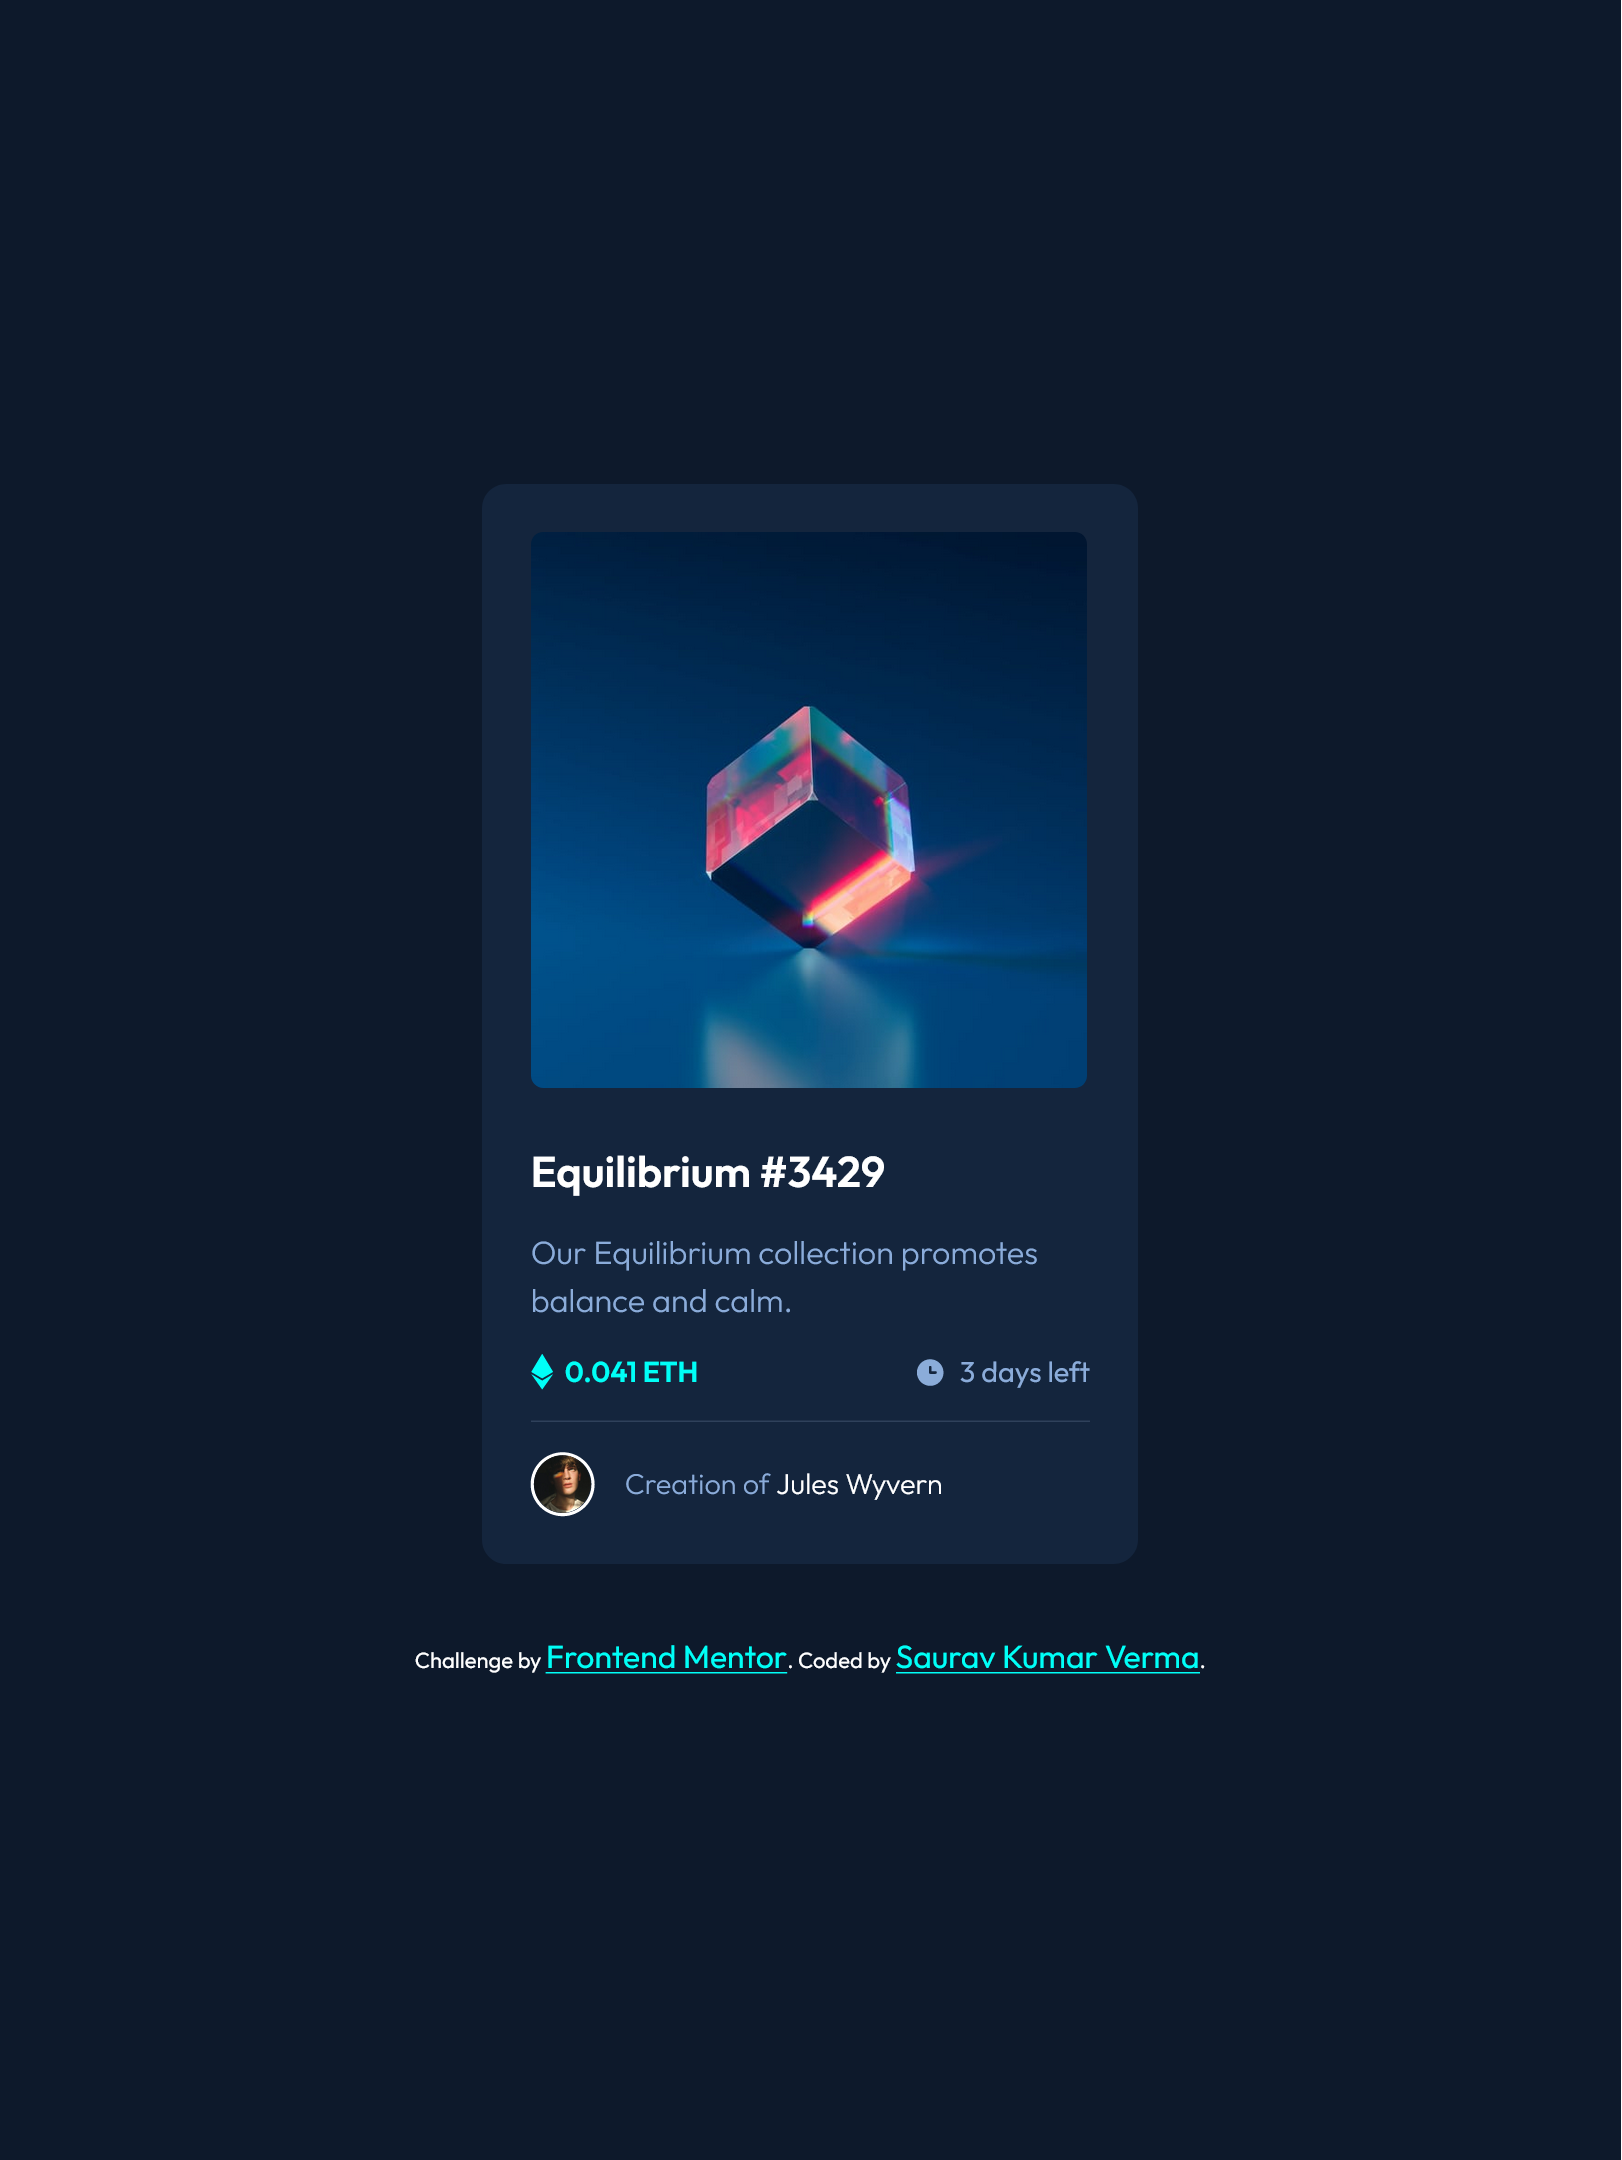 Equilibrium #3429
Our Equilibrium collection promotes
balance and calm.
0.041 ETH
3 days left
Creation of Jules Wyvern
Challenge by Frontend Mentor. Coded by Saurav Kumar Verma.